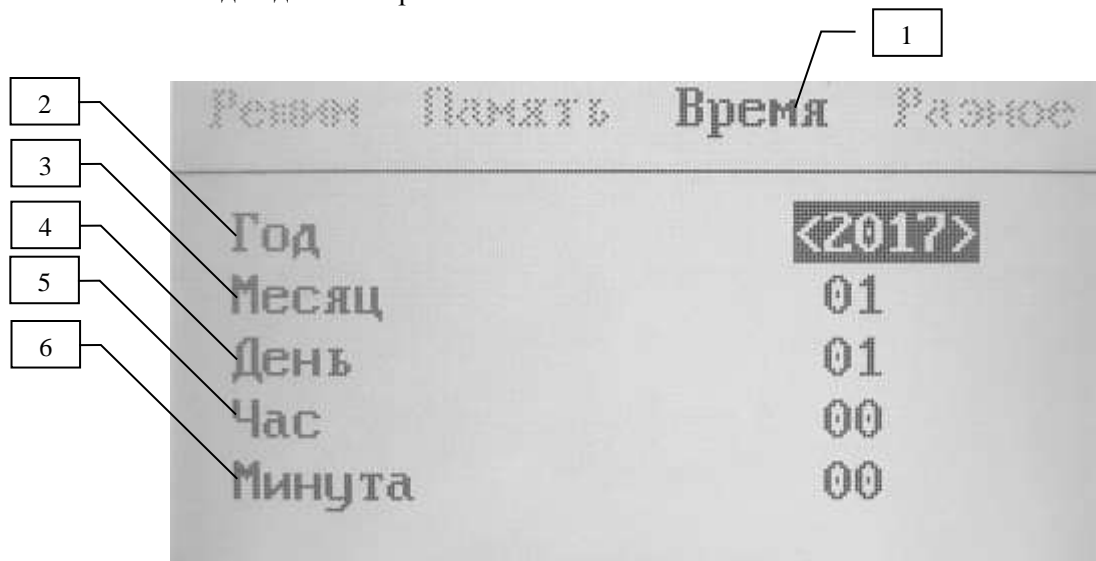 1
Режим Память Время Разное
2
3
4
5
6
Год <2017>
Месяц 01
День 01
Час 00
Минута 00